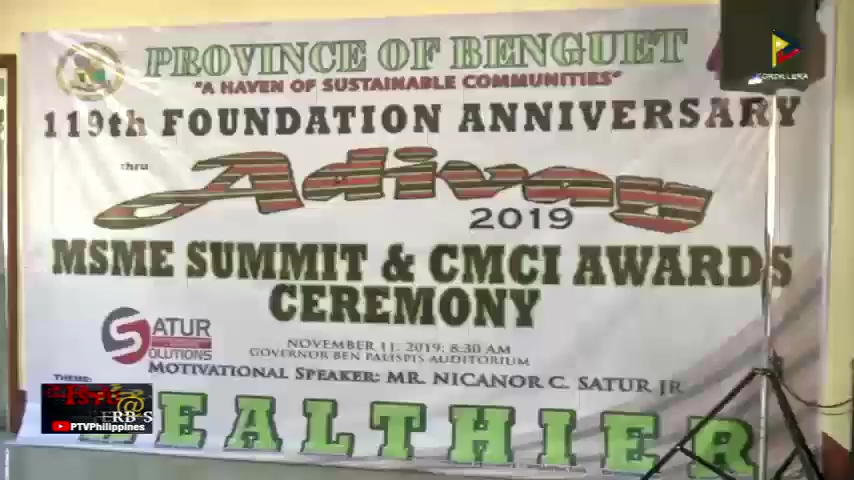 PROVINCE OF BENGUET
"A HAVEN OF SUSTAINABLE COMMUNITIES"
119th FOUNDATION ANNIVERSARY
thru
Adivay
2019
MSME SUMMIT & CMCI AWARDS
CEREMONY
SATUR
SOLUTIONS
NOVEMBER 11, 2019; 8:30 AM
GOVERNOR BEN PALISPIS AUDITORIUM
MOTIVATIONAL SPEAKER: MR. NICANOR C. SATUR JR
THEME:
EALTHIER
PTVPhilippines
CORDILLERA